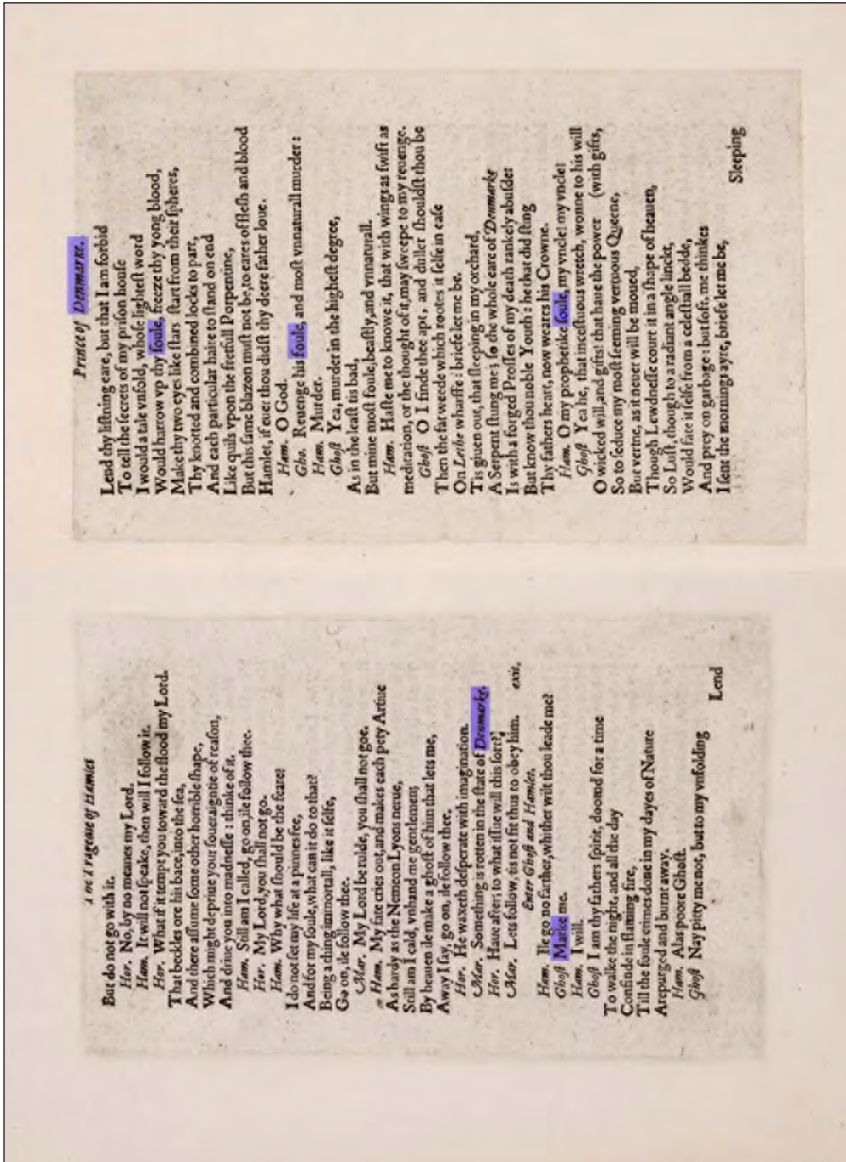 The Tragedie of Hamlet
But do not go with it.
Hor. No, by no meanes my Lord.
Ham. It will not ſpeake, then will I follow it.
Hor. What if it tempt you toward the flood my Lord.
That beckles ore his bace, into the ſea,
And there aſſume ſome other horrible ſhape,
Which might depriue your ſoueraigntie of reaſon,
And driue you into madneſſe : thinke of it.
Ham. Still am I called, go on, ile follow thee.
Hor. My Lord, you ſhall not go.
Ham. Why what ſhould be the feare?
I do not ſet my life at a pinnes fee,
And for my ſoule, what can it do to that?
Being a thing immortall, like it ſelfe,
Go on, ile follow thee.
Mar. My Lord be rulde, you ſhall not goe.
Ham. My fate cries out, and makes each pety Artiue
As hardy as the Nemeon Lyons nerue,
Still am I cald, vnhand me gentlemen;
By heauen ile make a ghoſt of him that lets me,
Away I ſay, go on, ile follow thee.
Hor. He waxeth deſperate with imagination.
Mar. Something is rotten in the ſtate of Denmarke.
Hor. Haue after; to what iſſue will this ſort?
Mar. Lets follow, tis not fit thus to obey him. exit.
Enter Ghoſt and Hamlet.
Ham. Ile go no farther, whither wilt thou leade me?
Ghoſt Marke me.
Ham. I will.
Ghoſt I am thy fathers ſpirit, doomd for a time
To walke the night, and all the day
Confinde in flaming fire,
Till the foule crimes done in my dayes of Nature
Are purged and burnt away.
Ham. Alas poore Ghoſt.
Ghoſt Nay pitty me not, but to my vnfolding
Lend
Prince of Denmarke.
Lend thy liſtning eare, but that I am forbid
To tell the ſecrets of my priſon houſe
I would a tale vnfold, whoſe lighteſt word
Would harrow vp thy ſoule, freeze thy yong blood,
Make thy two eyes like ſtars ſtart from their ſpheres,
Thy knotted and combined locks to part,
And each particular haire to ſtand on end
Like quils vpon the fretfull Porpentine,
But this ſame blazon muſt not be, to eares of fleſh and blood
Hamlet, if euer thou didſt thy deere father loue.
Ham. O God.
Gho. Reuenge his foule, and moſt vnnaturall murder :
Ham. Murder.
Ghoſt Yea, murder in the higheſt degree,
As in the leaſt tis bad,
But mine moſt foule, beaſtly, and vnnaturall.
Ham. Haſte me to knowe it, that with wings as ſwift as
meditation, or the thought of it, may ſweepe to my reuenge.
Ghoſt O I finde thee apt, and duller ſhouldſt thou be
Then the fat weede which rootes it ſelfe in eaſe
On Lethe wharffe : briefe let me be.
Tis giuen out, that ſleeping in my orchard,
A Serpent ſtung me; ſo the whole eare of Denmarke
Is with a forged Proſſes of my death rankely abuſde:
But know thou noble Youth : he that did ſting
Thy fathers heart, now weares his Crowne.
Ham. O my prophetike ſoule, my vncle! my vncle!
Ghoſt Yea he, that inceſtuous wretch, wonne to his will (with gifts,
O wicked will, and gifts! that haue the power
So to ſeduce my moſt ſeeming vertuous Queene,
But vertue, as it neuer will be moued,
Though Lewdneſſe court it in a ſhape of heauen,
So Luſt, though to a radiant angle linckt,
Would fate it ſelfe from a celeſtiall bedde,
And prey on garbage : but ſoft, me thinkes
I ſent the mornings ayre, briefe let me be,
Sleeping